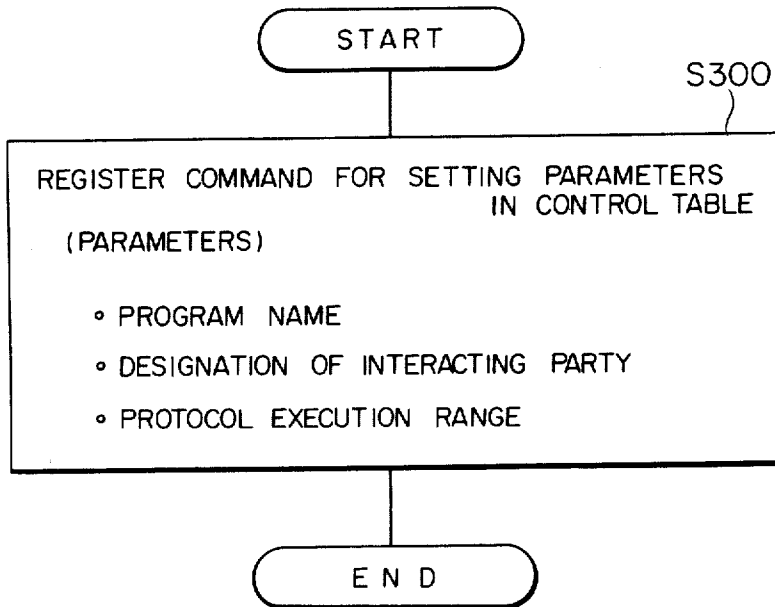 START
S300
REGISTER COMMAND FOR SETTING PARAMETERS
IN CONTROL TABLE
(PARAMETERS)
∘ PROGRAM NAME
∘ DESIGNATION OF INTERACTING PARTY
∘ PROTOCOL EXECUTION RANGE
END